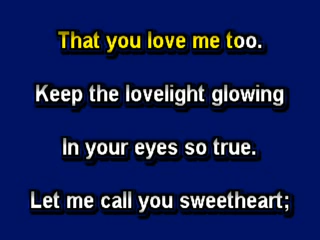 That you love me too.
Keep the lovelight glowing
In your eyes so true.
Let me call you sweetheart;